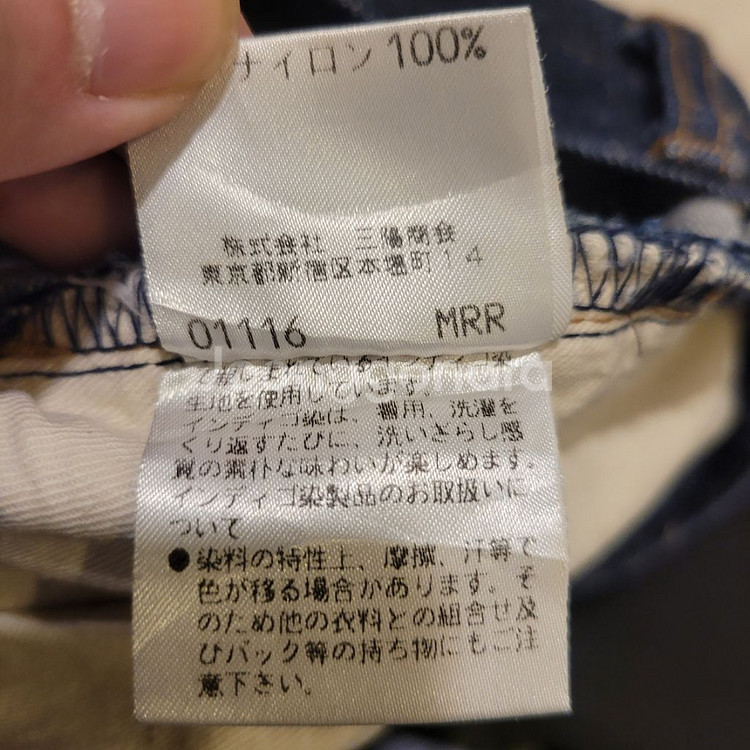 ナイロン 100%
株式会社 三陽商会
東京都新宿区本塩町14
01116 MRR
生地を使用しています。
インディゴ染は、着用、洗濯を
くり返すたびに、洗いざらし感
覚の素朴な味わいが楽しめます。
インディゴ染製品のお取扱いに
ついて
●染料の特性上、摩擦、汗等で
色が移る場合があります。そ
のため他の衣料との組合せ及
びバック等の持ち物にもご注
意下さい。